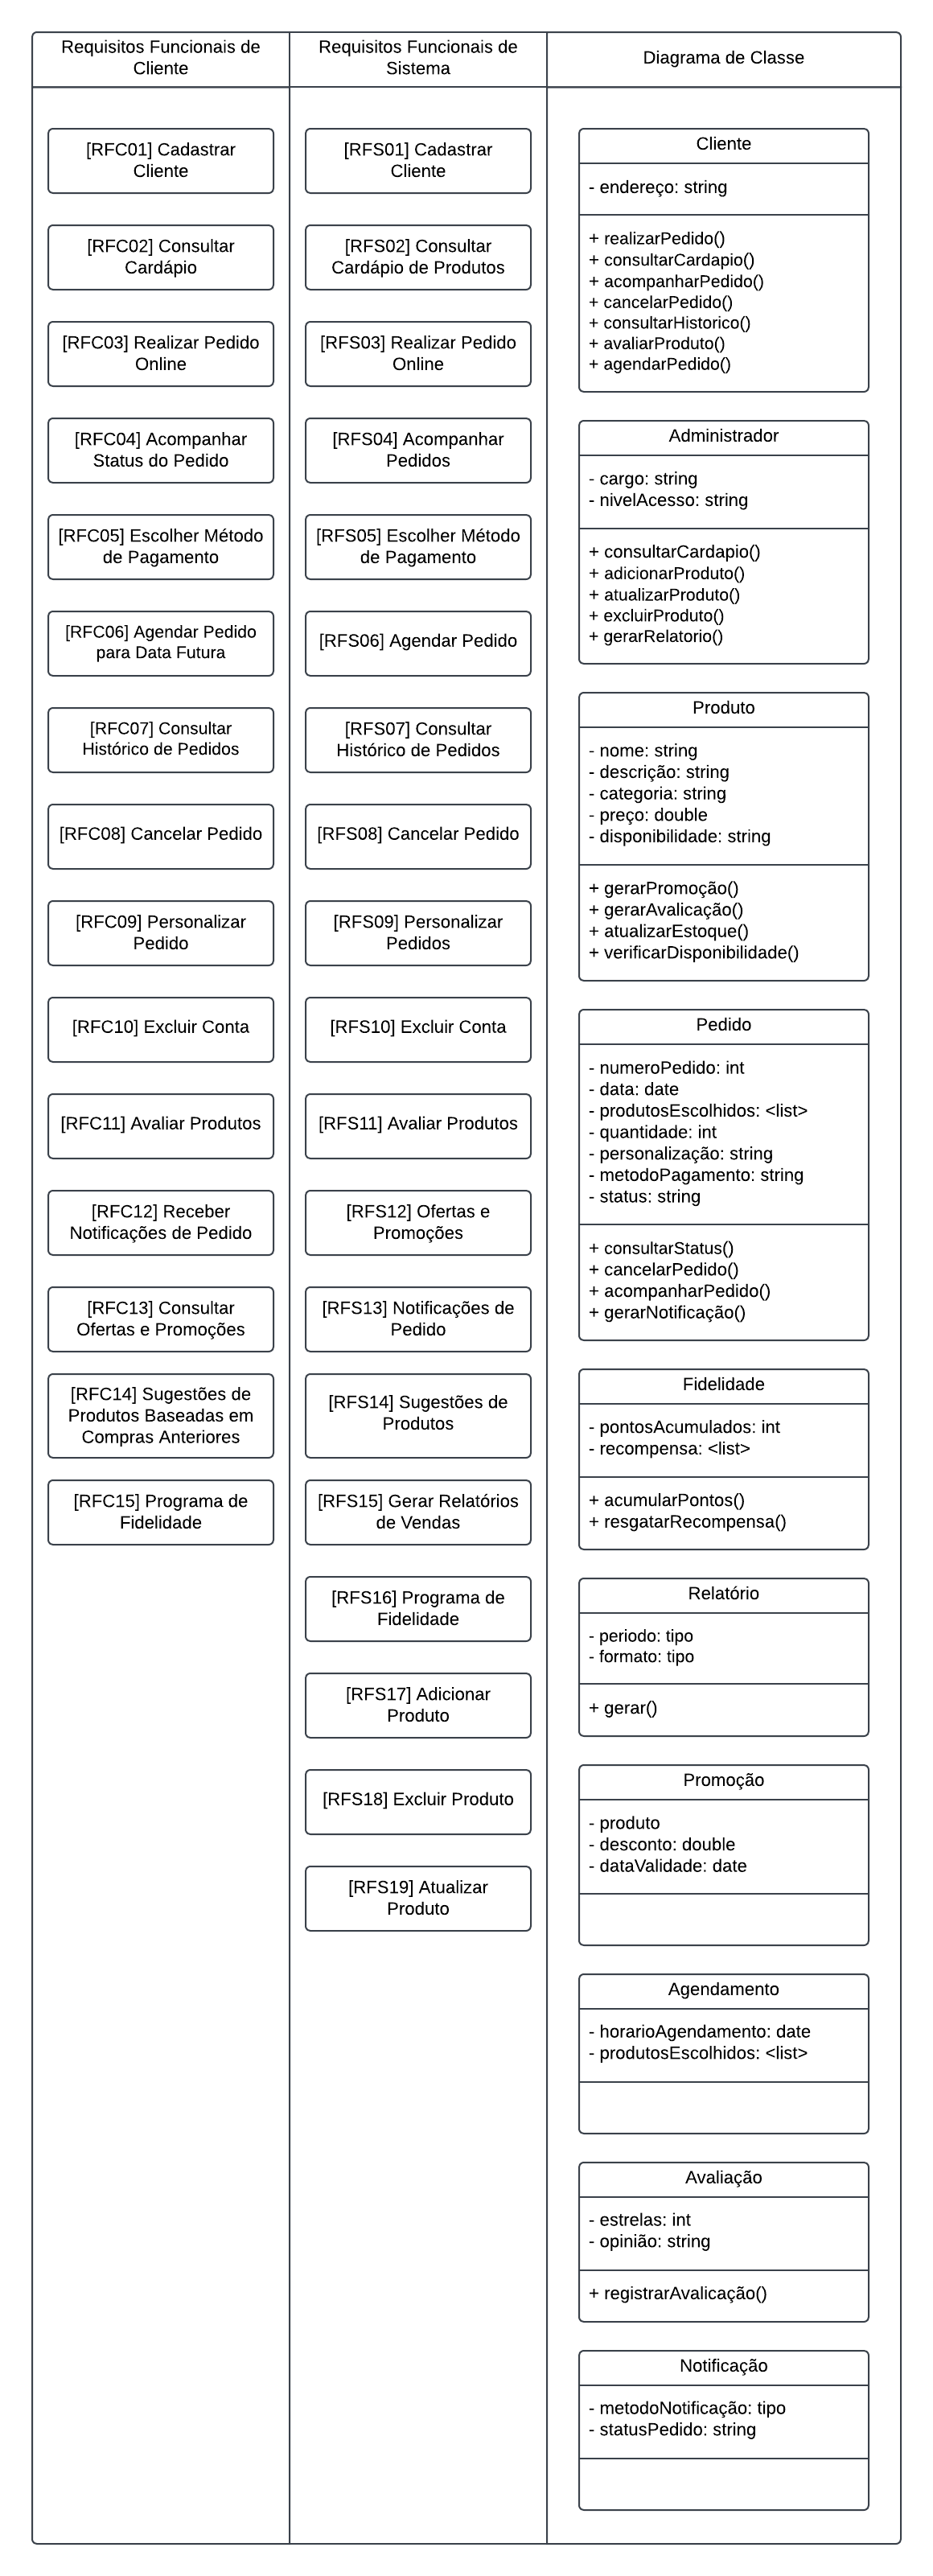 Requisitos Funcionais de
Cliente
Requisitos Funcionais de
Sistema
Diagrama de Classe
[RFC01] Cadastrar
Cliente
[RFC02] Consultar
Cardápio
[RFC03] Realizar Pedido
Online
[RFC04] Acompanhar
Status do Pedido
[RFC05] Escolher Método
de Pagamento
[RFC06] Agendar Pedido
para Data Futura
[RFC07] Consultar
Histórico de Pedidos
[RFC08] Cancelar Pedido
[RFC09] Personalizar
Pedido
[RFC10] Excluir Conta
[RFC11] Avaliar Produtos
[RFC12] Receber
Notificações de Pedido
[RFC13] Consultar
Ofertas e Promoções
[RFC14] Sugestões de
Produtos Baseadas em
Compras Anteriores
[RFC15] Programa de
Fidelidade
[RFS01] Cadastrar
Cliente
[RFS02] Consultar
Cardápio de Produtos
[RFS03] Realizar Pedido
Online
[RFS04] Acompanhar
Pedidos
[RFS05] Escolher Método
de Pagamento
[RFS06] Agendar Pedido
[RFS07] Consultar
Histórico de Pedidos
[RFS08] Cancelar Pedido
[RFS09] Personalizar
Pedidos
[RFS10] Excluir Conta
[RFS11] Avaliar Produtos
[RFS12] Ofertas e
Promoções
[RFS13] Notificações de
Pedido
[RFS14] Sugestões de
Produtos
[RFS15] Gerar Relatórios
de Vendas
[RFS16] Programa de
Fidelidade
[RFS17] Adicionar
Produto
[RFS18] Excluir Produto
[RFS19] Atualizar
Produto
Cliente
- endereço: string
+ realizarPedido()
+ consultarCardapio()
+ acompanharPedido()
+ cancelarPedido()
+ consultarHistorico()
+ avaliarProduto()
+ agendarPedido()
Administrador
- cargo: string
- nivelAcesso: string
+ consultarCardapio()
+ adicionarProduto()
+ atualizarProduto()
+ excluirProduto()
+ gerarRelatorio()
Produto
- nome: string
- descrição: string
- categoria: string
- preço: double
- disponibilidade: string
+ gerarPromoção()
+ gerarAvalicação()
+ atualizarEstoque()
+ verificarDisponibilidade()
Pedido
- numeroPedido: int
- data: date
- produtosEscolhidos: <list>
- quantidade: int
- personalização: string
- metodoPagamento: string
- status: string
+ consultarStatus()
+ cancelarPedido()
+ acompanharPedido()
+ gerarNotificação()
Fidelidade
- pontosAcumulados: int
- recompensa: <list>
+ acumularPontos()
+ resgatarRecompensa()
Relatório
- periodo: tipo
- formato: tipo
+ gerar()
Promoção
- produto
- desconto: double
- dataValidade: date
Agendamento
- horarioAgendamento: date
- produtosEscolhidos: <list>
Avaliação
- estrelas: int
- opinião: string
+ registrarAvalicação()
Notificação
- metodoNotificação: tipo
- statusPedido: string